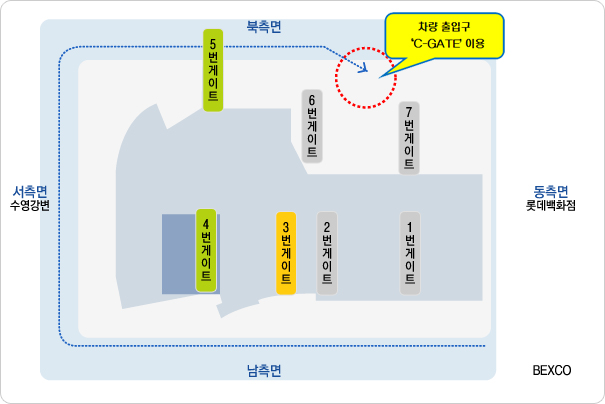 북측면
차량 출입구
'C-GATE' 이용
5번게이트
6번게이트
7번게이트
서측면
수영강변
동측면
롯데백화점
4번게이트
3번게이트
2번게이트
1번게이트
남측면
BEXCO